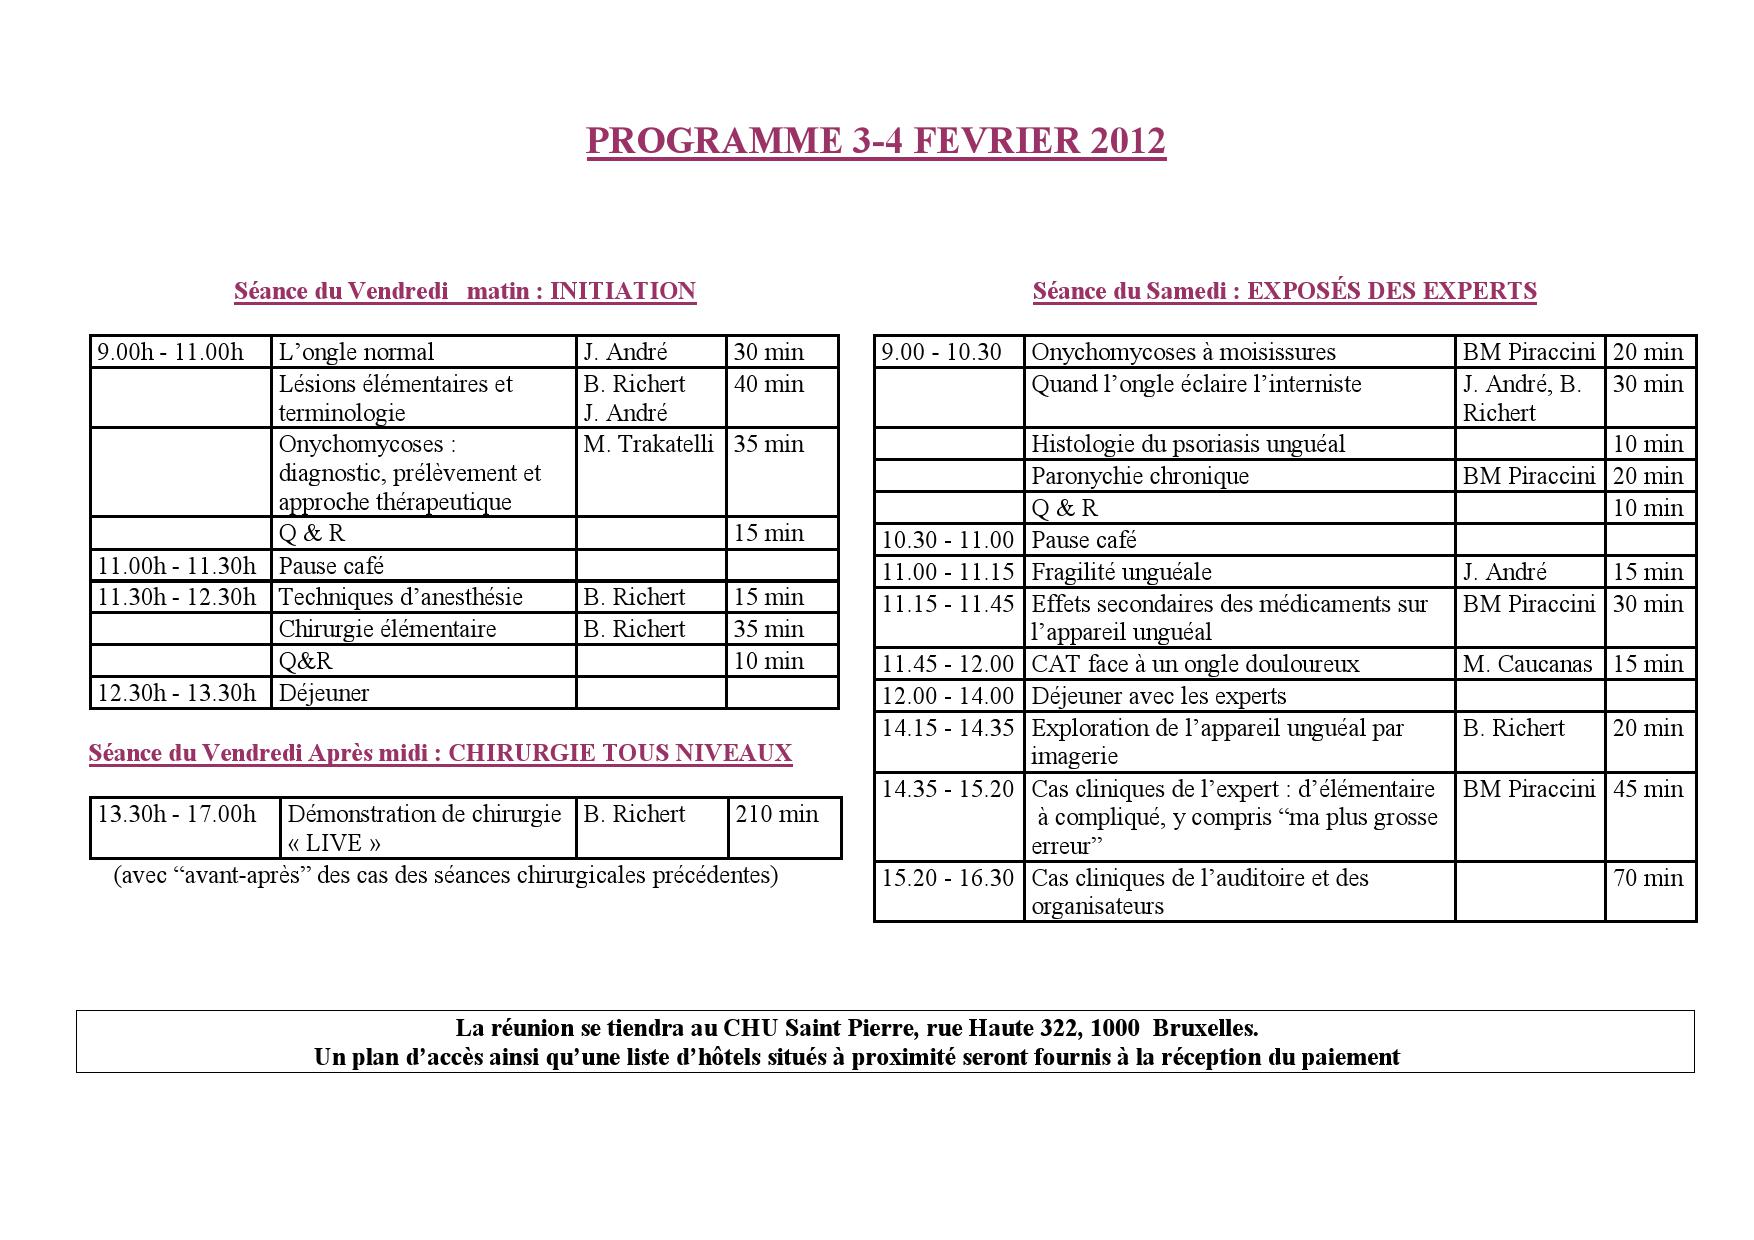 PROGRAMME 3-4 FEVRIER 2012
Séance du Vendredi   matin : INITIATION
9.00h - 11.00h L’ongle normal J. André 30 min
Lésions élémentaires et B. Richert 40 min
terminologie J. André
Onychomycoses : M. Trakatelli 35 min
diagnostic, prélèvement et
approche thérapeutique
Q & R 15 min
11.00h - 11.30h Pause café
11.30h - 12.30h Techniques d’anesthésie B. Richert 15 min
Chirurgie élémentaire B. Richert 35 min
Q&R 10 min
12.30h - 13.30h Déjeuner
Séance du Vendredi Après midi : CHIRURGIE TOUS NIVEAUX
13.30h - 17.00h Démonstration de chirurgie B. Richert 210 min
« LIVE »
(avec “avant-après” des cas des séances chirurgicales précédentes)
Séance du Samedi : EXPOSÉS DES EXPERTS
9.00 - 10.30 Onychomycoses à moisissures BM Piraccini 20 min
Quand l’ongle éclaire l’interniste J. André, B. 30 min
Richert
Histologie du psoriasis unguéal 10 min
Paronychie chronique BM Piraccini 20 min
Q & R 10 min
10.30 - 11.00 Pause café
11.00 - 11.15 Fragilité unguéale J. André 15 min
11.15 - 11.45 Effets secondaires des médicaments sur BM Piraccini 30 min
l’appareil unguéal
11.45 - 12.00 CAT face à un ongle douloureux M. Caucanas 15 min
12.00 - 14.00 Déjeuner avec les experts
14.15 - 14.35 Exploration de l’appareil unguéal par B. Richert 20 min
imagerie
14.35 - 15.20 Cas cliniques de l’expert : d’élémentaire BM Piraccini 45 min
à compliqué, y compris “ma plus grosse
erreur”
15.20 - 16.30 Cas cliniques de l’auditoire et des 70 min
organisateurs
La réunion se tiendra au CHU Saint Pierre, rue Haute 322, 1000  Bruxelles.
Un plan d’accès ainsi qu’une liste d’hôtels situés à proximité seront fournis à la réception du paiement